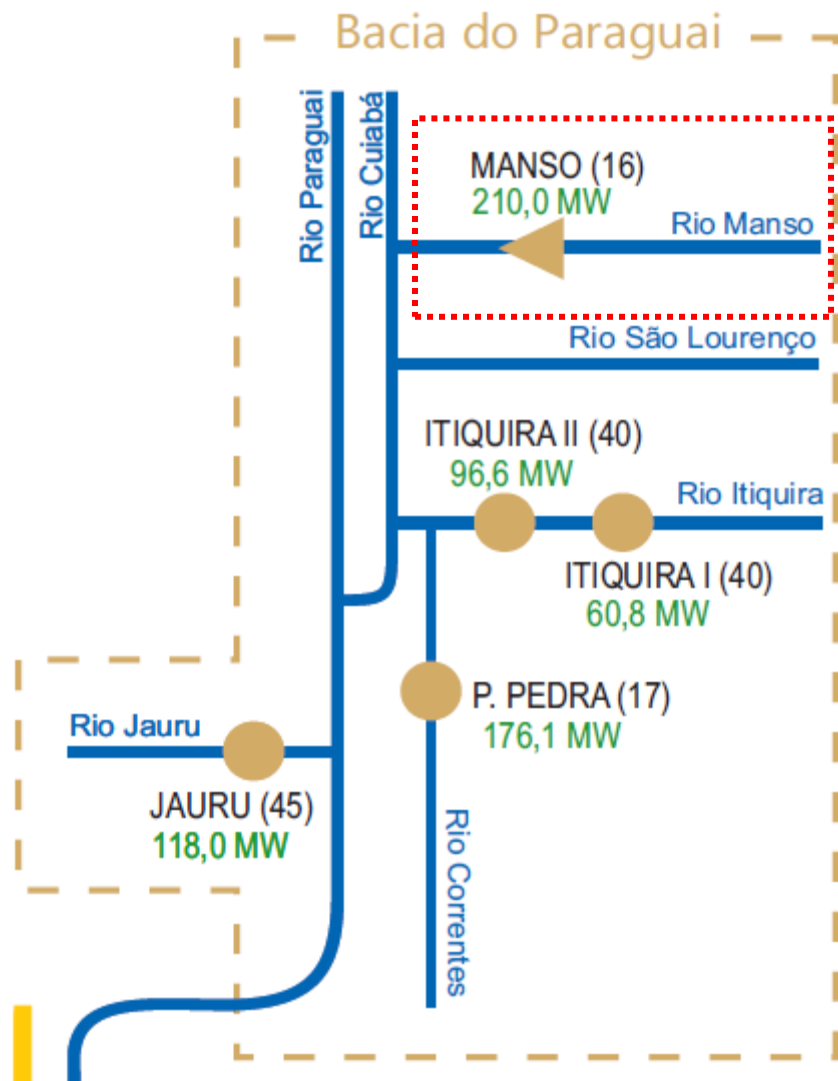 Bacia do Paraguai
Rio Paraguai
Rio Cuiabá
MANSO (16)
210,0 MW
Rio Manso
Rio São Lourenço
ITIQUIRA II (40)
96,6 MW
Rio Itiquira
ITIQUIRA I (40)
60,8 MW
P. PEDRA (17)
176,1 MW
Rio Jauru
JAURU (45)
118,0 MW
Rio Correntes